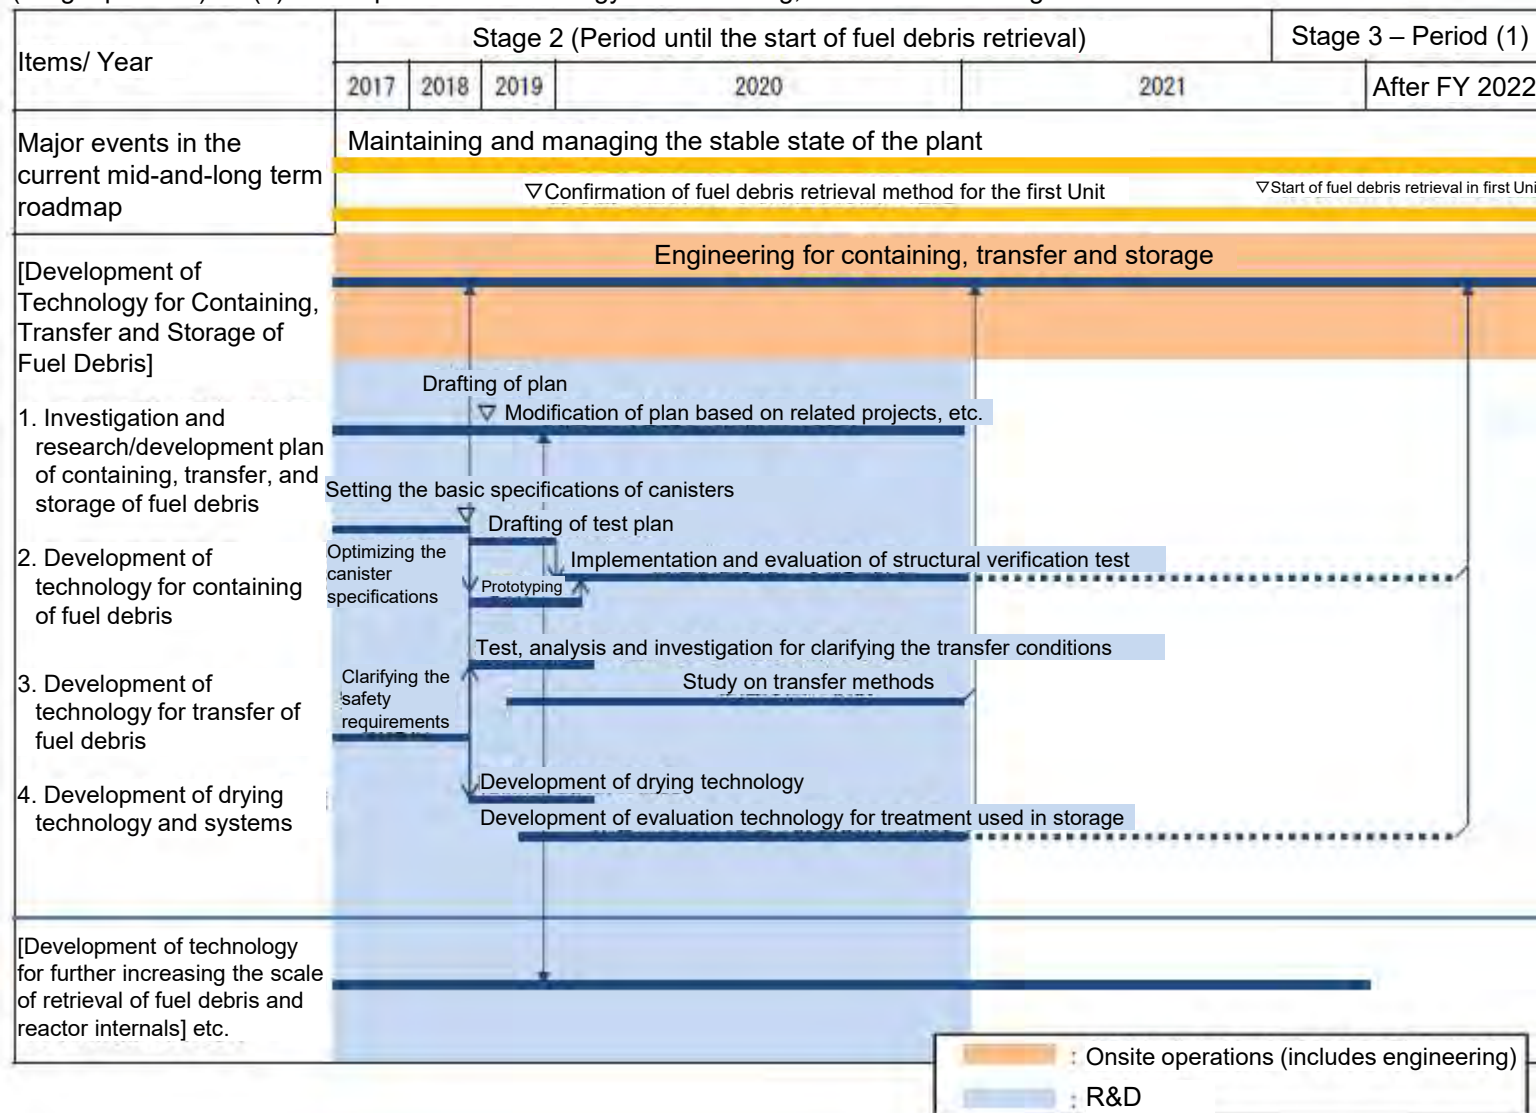 Items/ Year
Stage 2 (Period until the start of fuel debris retrieval)
Stage 3 – Period (1)
2017
2018
2019
2020
2021
After FY 2022
Major events in the
current mid-and-long term
roadmap
Maintaining and managing the stable state of the plant
▽Confirmation of fuel debris retrieval method for the first Unit
▽Start of fuel debris retrieval in first Uni
[Development of
Technology for Containing,
Transfer and Storage of
Fuel Debris]
Engineering for containing, transfer and storage
1. Investigation and
research/development plan
of containing, transfer, and
storage of fuel debris
Drafting of plan
▽ Modification of plan based on related projects, etc.
2. Development of
technology for containing
of fuel debris
Setting the basic specifications of canisters
▽
Drafting of test plan
Optimizing the
canister
specifications
Implementation and evaluation of structural verification test
Prototyping
3. Development of
technology for transfer of
fuel debris
Test, analysis and investigation for clarifying the transfer conditions
Clarifying the
safety
requirements
Study on transfer methods
4. Development of drying
technology and systems
Development of drying technology
Development of evaluation technology for treatment used in storage
[Development of technology
for further increasing the scale
of retrieval of fuel debris and
reactor internals] etc.
: Onsite operations (includes engineering)
: R&D